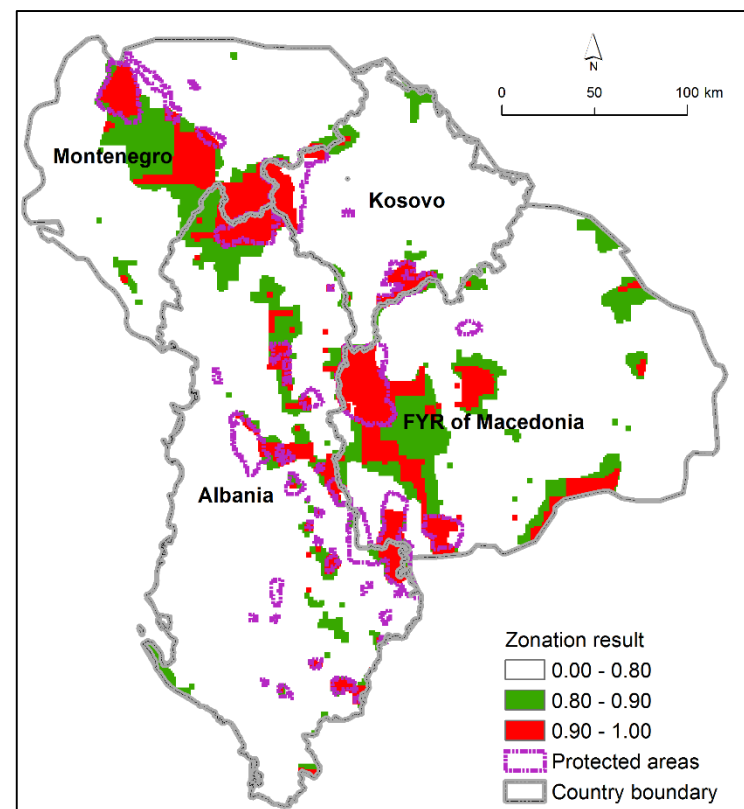 N
0 50 100 km
Montenegro
Kosovo
FYR of Macedonia
Albania
Zonation result
0.00 - 0.80
0.80 - 0.90
0.90 - 1.00
Protected areas
Country boundary